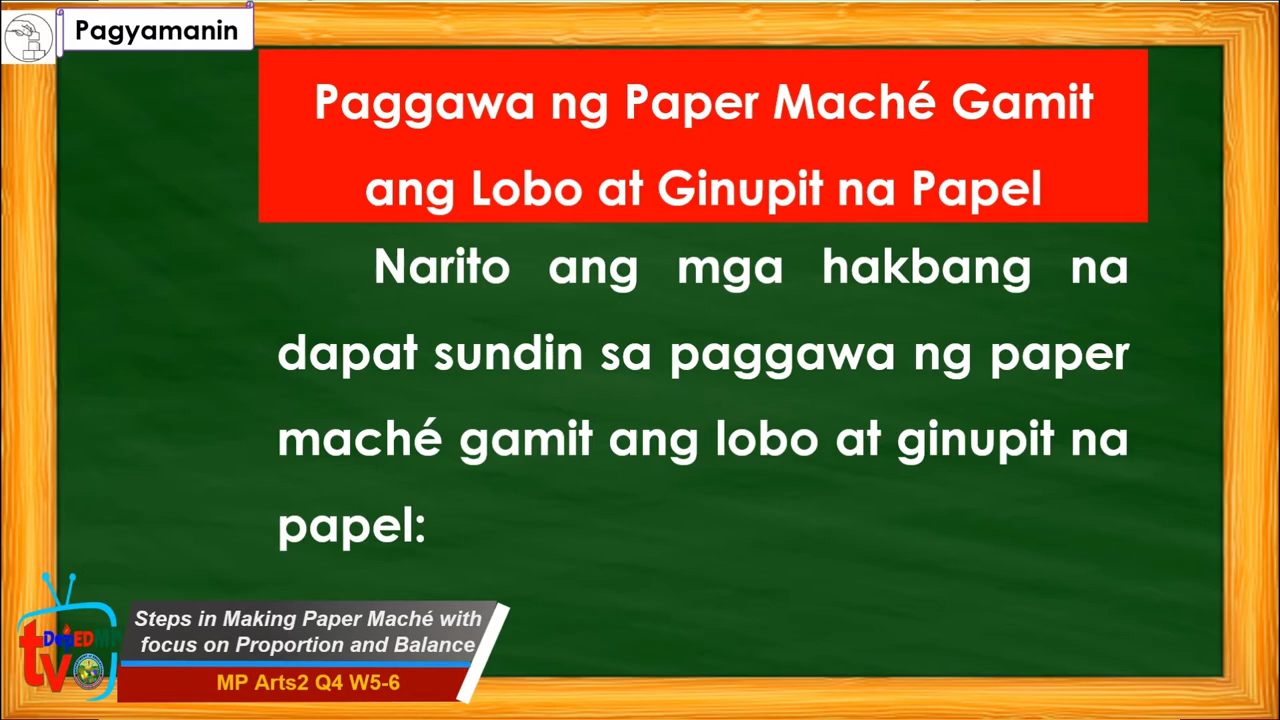 Pagyamanin
Paggawa ng Paper Maché Gamit
ang Lobo at Ginupit na Papel
Narito ang mga hakbang na
dapat sundin sa paggawa ng paper
maché gamit ang lobo at ginupit na
papel:
DepEDMP
tv
Steps in Making Paper Maché with
focus on Proportion and Balance
MP Arts2 Q4 W5-6